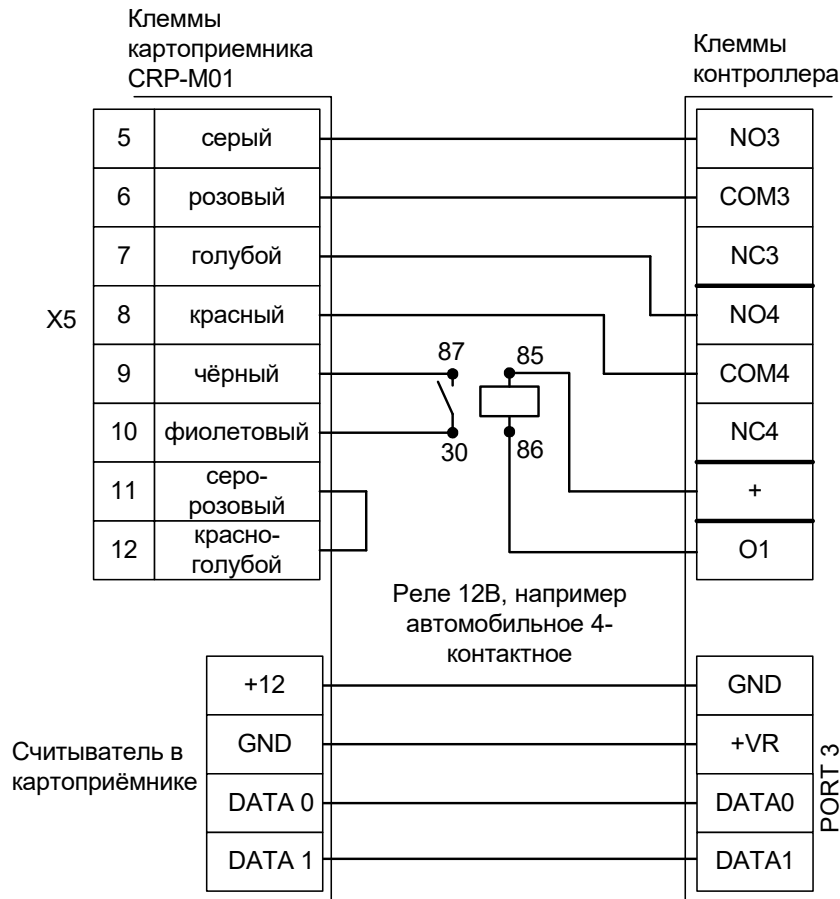 Клеммы
картоприемника
CRP-M01
Клеммы
контроллера
X5
5 серый
6 розовый
7 голубой
8 красный
9 чёрный
10 фиолетовый
11 серо-
розовый
12 красно-
голубой
87
30
85
86
NO3
COM3
NC3
NO4
COM4
NC4
+
O1
Реле 12В, например
автомобильное 4-
контактное
Считыватель в
картоприёмнике
+12
GND
DATA 0
DATA 1
GND
+VR
DATA0
DATA1
PORT 3